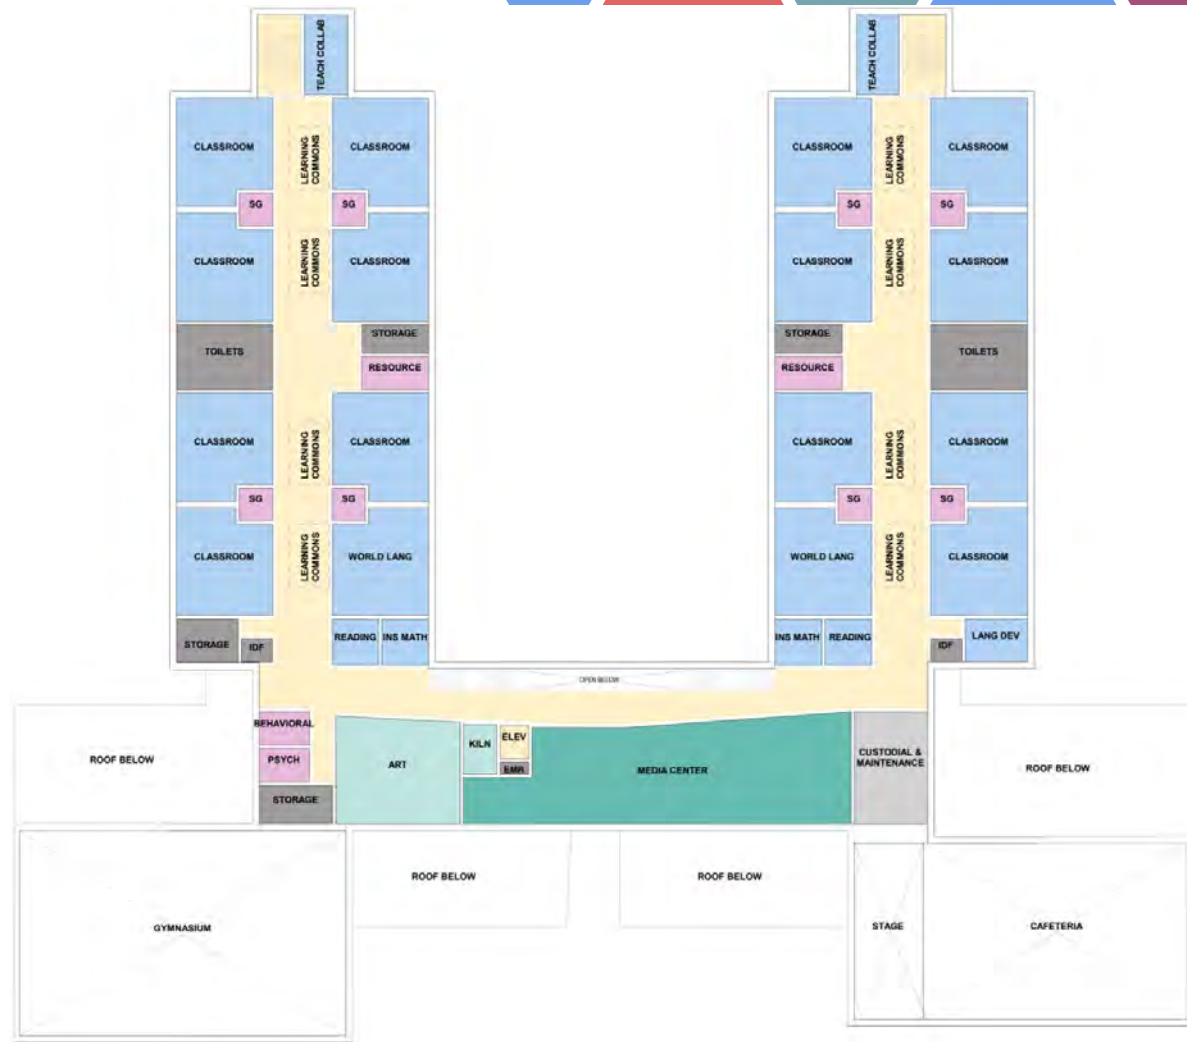 TEACH COLLAB
TEACH COLLAB
CLASSROOM
LEARNING
COMMONS
CLASSROOM
CLASSROOM
LEARNING
COMMONS
CLASSROOM
SG
SG
SG
SG
CLASSROOM
LEARNING
COMMONS
CLASSROOM
CLASSROOM
LEARNING
COMMONS
CLASSROOM
TOILETS
STORAGE
RESOURCE
STORAGE
RESOURCE
TOILETS
CLASSROOM
LEARNING
COMMONS
CLASSROOM
CLASSROOM
LEARNING
COMMONS
CLASSROOM
SG
SG
SG
SG
CLASSROOM
LEARNING
COMMONS
WORLD LANG
WORLD LANG
LEARNING
COMMONS
CLASSROOM
STORAGE
IDF
READING
INS MATH
INS MATH
READING
IDF
LANG DEV
OPEN BELOW
BEHAVIORAL
PSYCH
STORAGE
ROOF BELOW
ART
KILN
ELEV
EMR
MEDIA CENTER
CUSTODIAL &
MAINTENANCE
ROOF BELOW
ROOF BELOW
ROOF BELOW
GYMNASIUM
STAGE
CAFETERIA